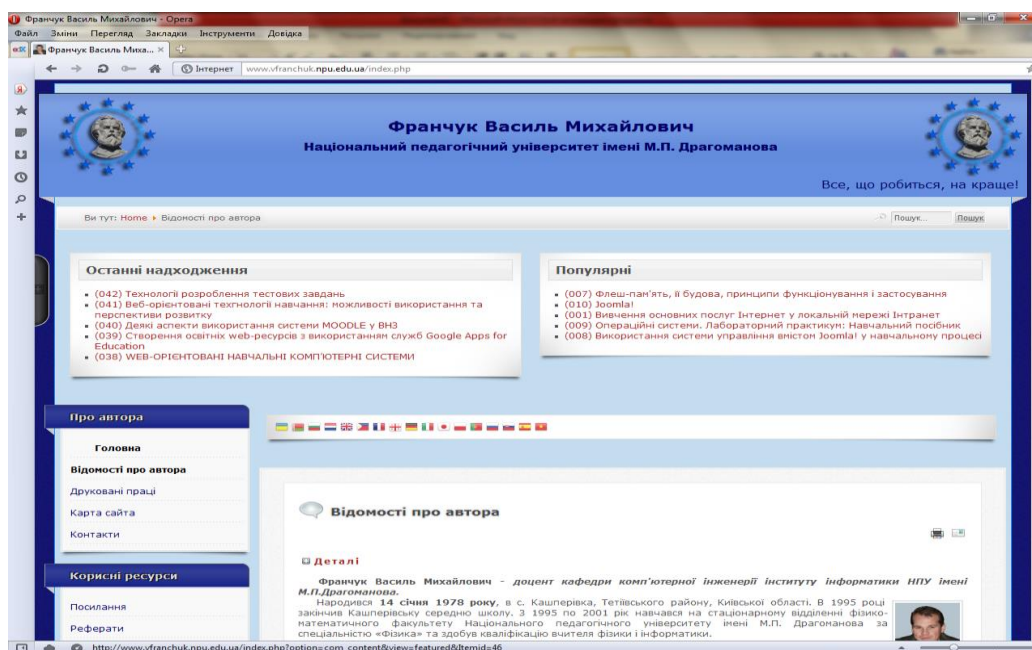 Франчук Василь Михайлович - Opera
Файл Зміни Перегляд Закладки Інструменти Довідка
Франчук Василь Миха...
Інтернет www.vfranchuk.npu.edu.ua/index.php
Франчук Василь Михайлович
Національний педагогічний університет імені М.П. Драгоманова
Все, що робиться, на краще!
Ви тут: Home Відомості про автора
Пошук... Пошук
Останні надходження
(042) Технології розроблення тестових завдань
(041) Веб-орієнтовані техгнології навчання: можливості використання та
перспективи розвитку
(040) Деякі аспекти використання системи MOODLE у ВНЗ
(039) Створення освітніх web-ресурсів з використанням служб Google Apps for
Education
(038) WEB-ОРІЄНТОВАНІ НАВЧАЛЬНІ КОМП'ЮТЕРНІ СИСТЕМИ
Популярні
(007) Флеш-пам'ять, її будова, принципи функціонування і застосування
(010) Joomla!
(001) Вивчення основних послуг Інтернет у локальній мережі Інтранет
(009) Операційні системи. Лабораторний практикум: Навчальний посібник
(008) Використання системи управління вмістом Joomla! у навчальному процесі
Про автора
Головна
Відомості про автора
Друковані праці
Карта сайта
Контакти
Корисні ресурси
Посилання
Реферати
Відомості про автора
Деталі
Франчук Василь Михайлович - доцент кафедри комп'ютерної інженерії інституту інформатики НПУ імені
М.П.Драгоманова.
Народився 14 січня 1978 року, в с. Кашперівка, Тетіївського району, Київської області. В 1995 році
закінчив Кашперівську середню школу. З 1995 по 2001 рік навчався на стаціонарному відділенні фізико-
математичного факультету Національного педагогічного університету імені М.П. Драгоманова за
спеціальністю «Фізика» та здобув кваліфікацію вчителя фізики і інформатики.
http://www.vfranchuk.npu.edu.ua/index.php?option=com_content&view=featured&Itemid=46